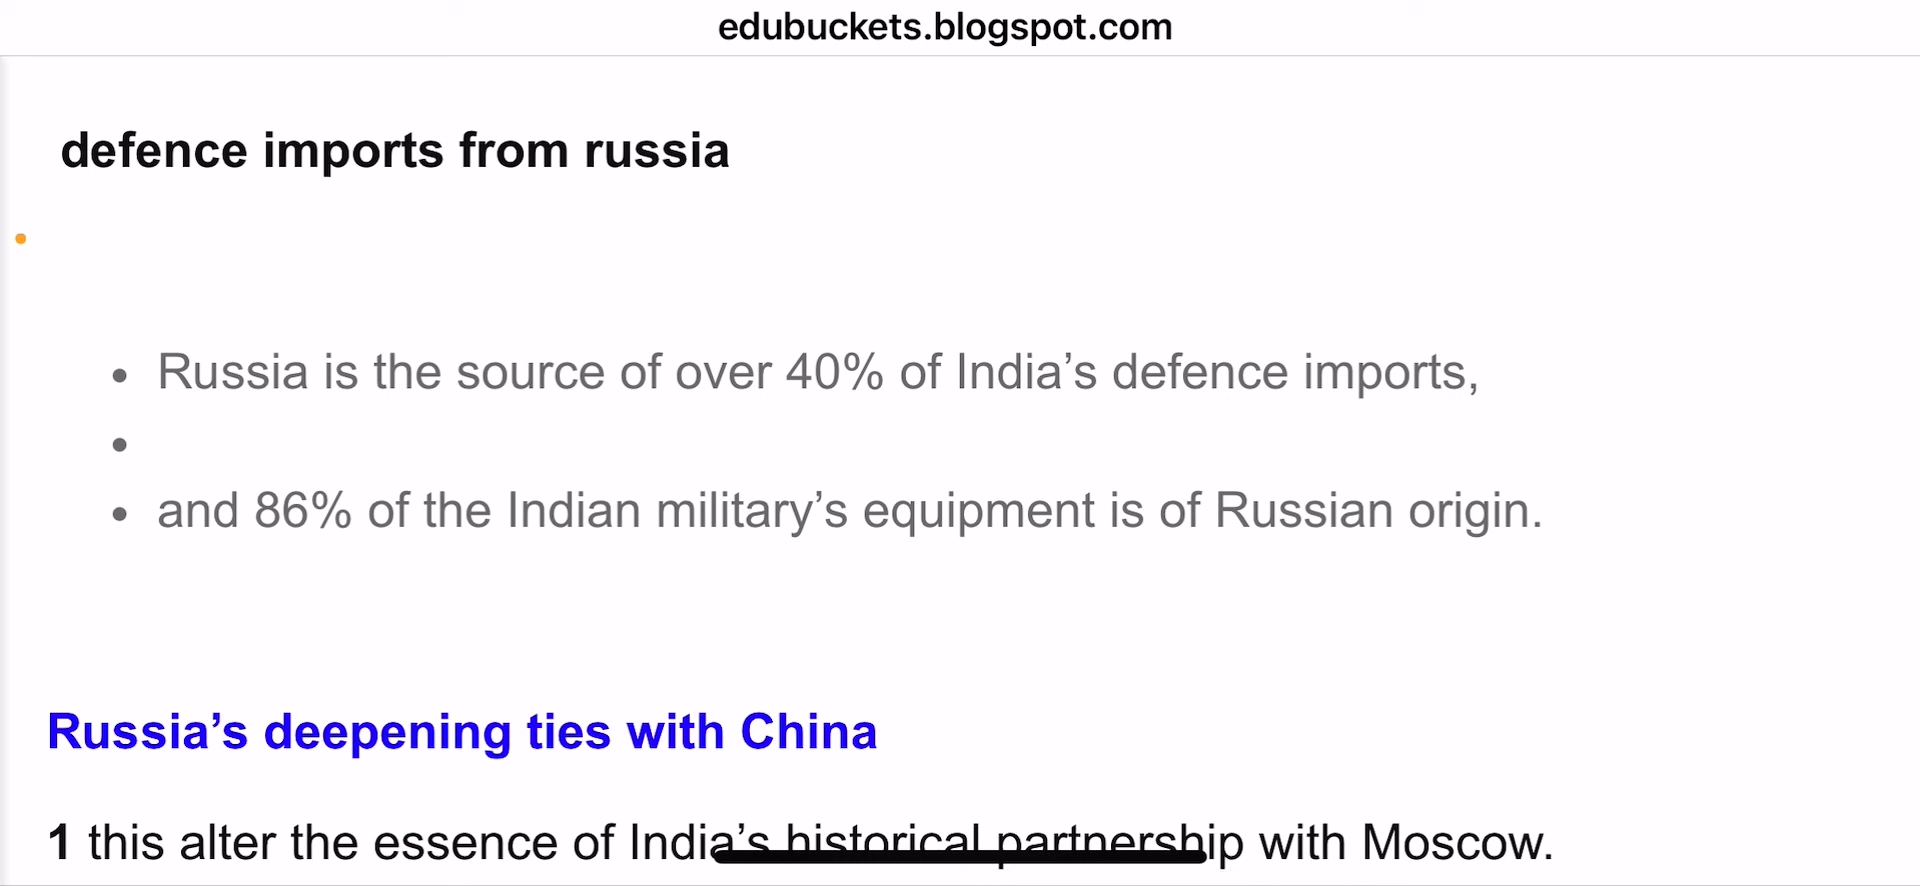 edubuckets.blogspot.com
defence imports from russia
Russia is the source of over 40% of India’s defence imports,
and 86% of the Indian military’s equipment is of Russian origin.
Russia’s deepening ties with China
1 this alter the essence of India’s historical partnership with Moscow.